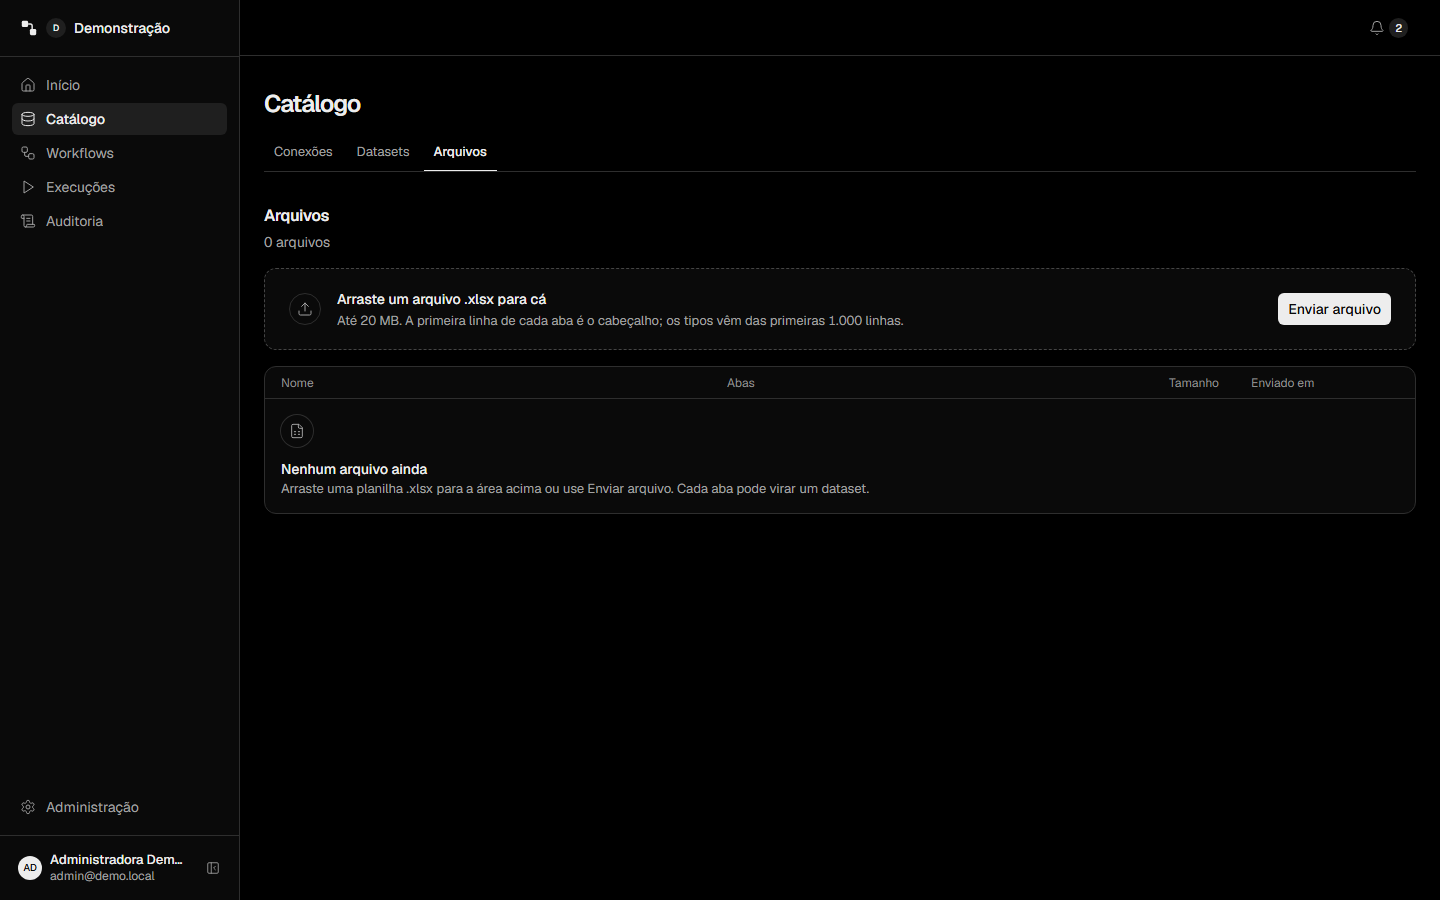 D Demonstração
2
Início
Catálogo
Workflows
Execuções
Auditoria
Administração
AD
Administradora Dem...
admin@demo.local
Catálogo
Conexões Datasets Arquivos
Arquivos
0 arquivos
Arraste um arquivo .xlsx para cá
Até 20 MB. A primeira linha de cada aba é o cabeçalho; os tipos vêm das primeiras 1.000 linhas.
Enviar arquivo
Nome Abas Tamanho Enviado em
Nenhum arquivo ainda
Arraste uma planilha .xlsx para a área acima ou use Enviar arquivo. Cada aba pode virar um dataset.